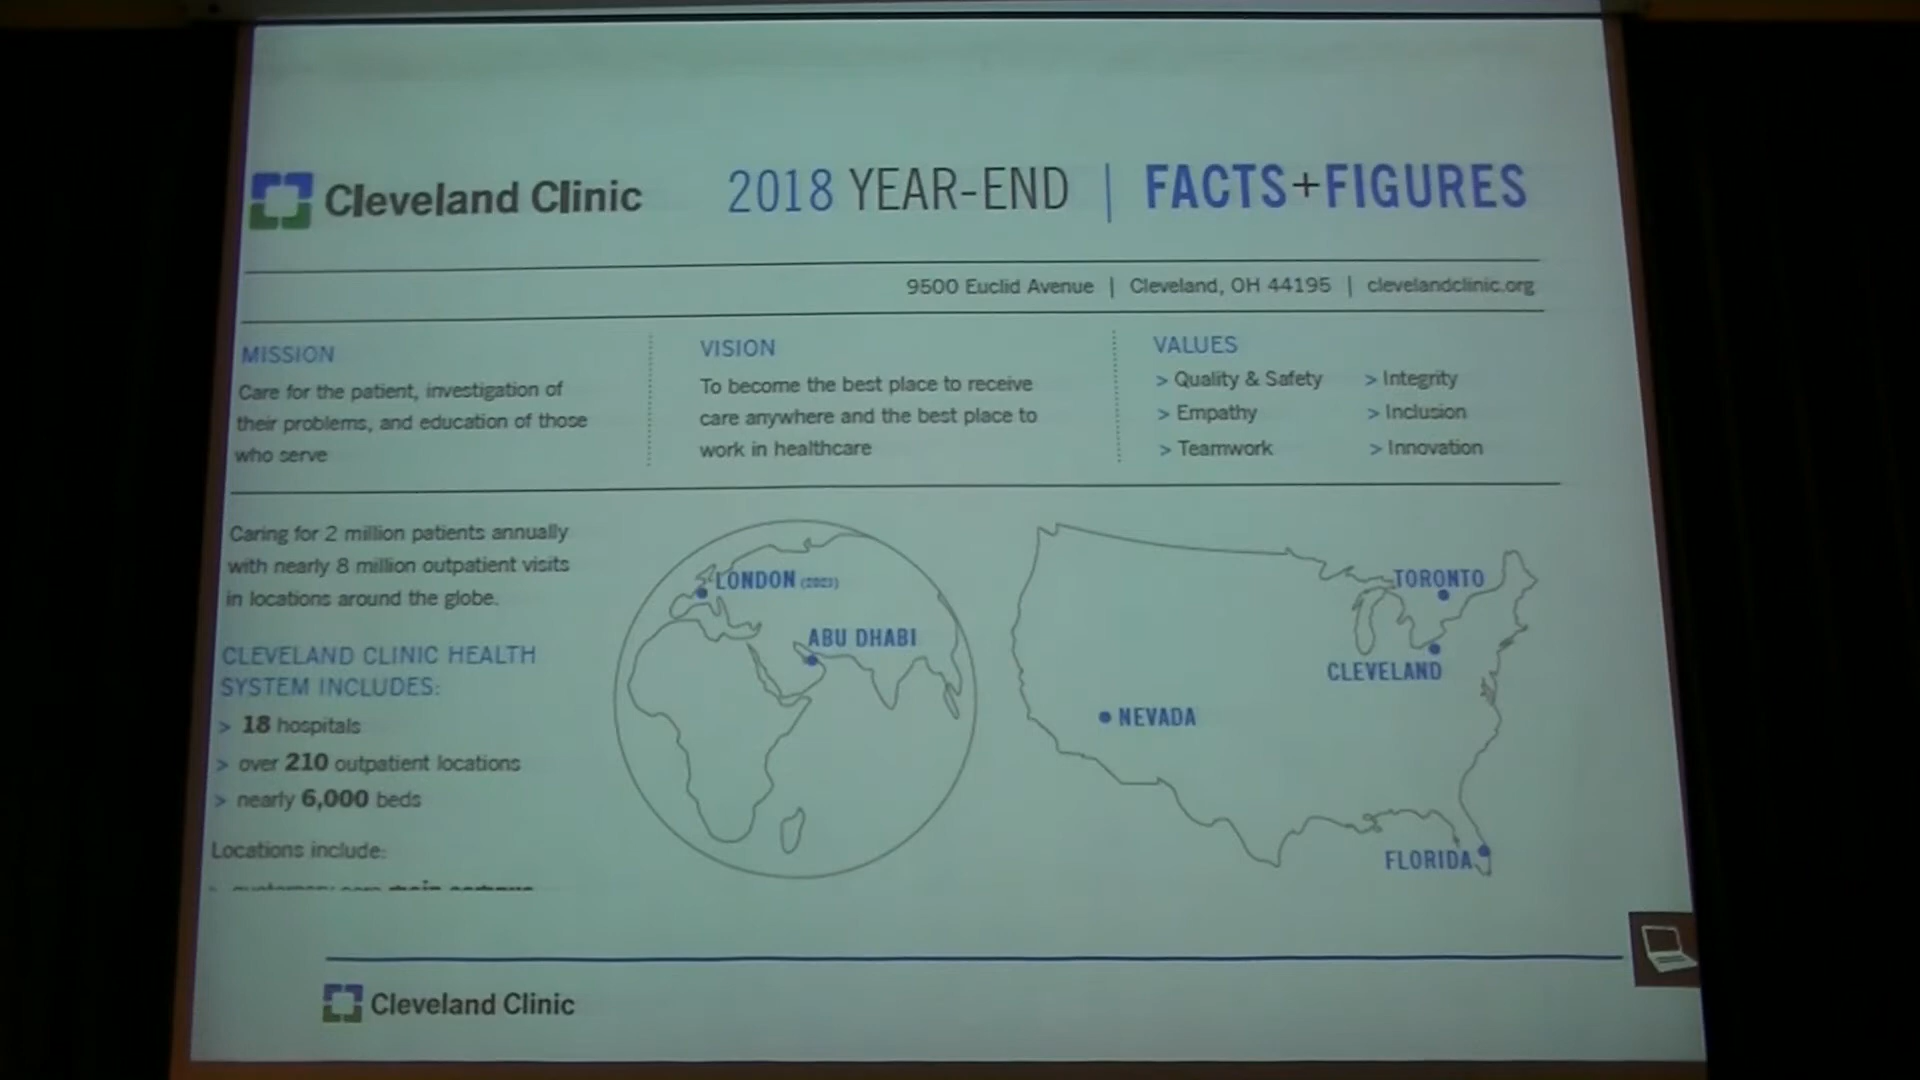 Cleveland Clinic
2018 YEAR-END | FACTS+FIGURES
9500 Euclid Avenue | Cleveland, OH 44195 | clevelandclinic.org
MISSION
Care for the patient, investigation of
their problems, and education of those
who serve
VISION
To become the best place to receive
care anywhere and the best place to
work in healthcare
VALUES
> Quality & Safety
> Empathy
> Teamwork
> Integrity
> Inclusion
> Innovation
Caring for 2 million patients annually
with nearly 8 million outpatient visits
in locations around the globe.
CLEVELAND CLINIC HEALTH
SYSTEM INCLUDES:
> 18 hospitals
> over 210 outpatient locations
> nearly 6,000 beds
Locations include:
LONDON
ABU DHABI
TORONTO
CLEVELAND
NEVADA
FLORIDA
Cleveland Clinic